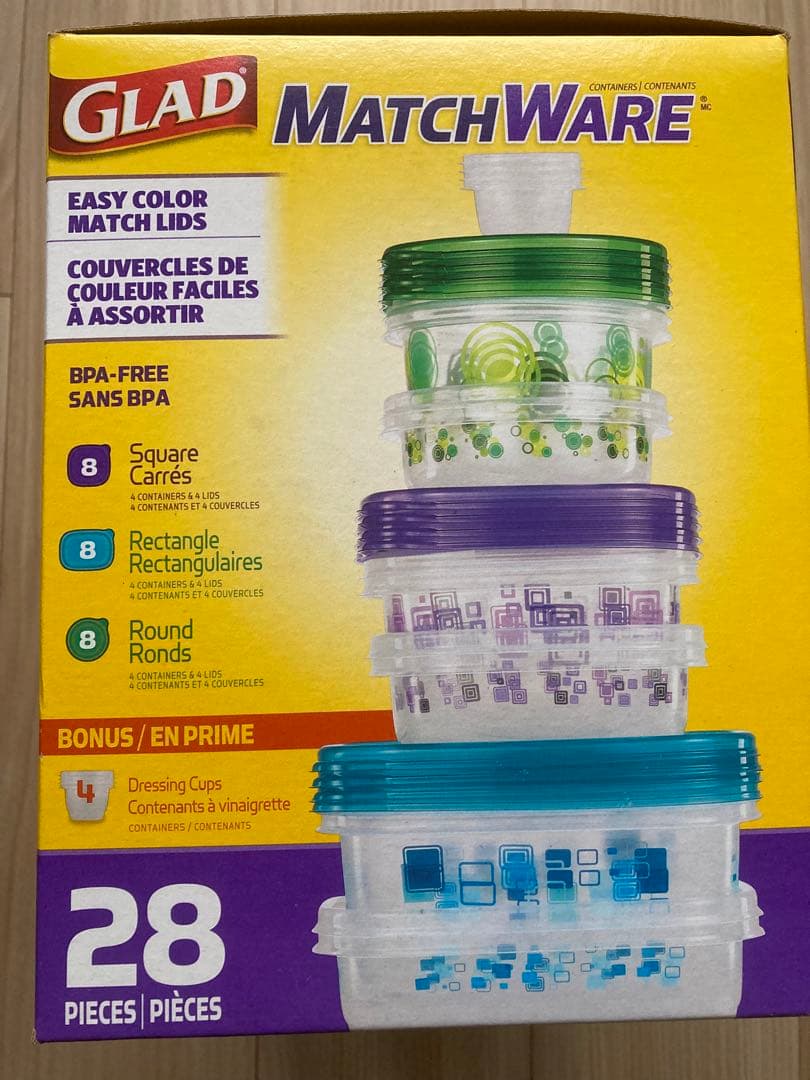 GLAD®
CONTAINERS | CONTENANTS
MATCHWARE ® MC
EASY COLOR
MATCH LIDS
COUVERCLES DE
COULEUR FACILES
À ASSORTIR
BPA-FREE
SANS BPA
8
Square
Carrés
4 CONTAINERS & 4 LIDS
4 CONTENANTS ET 4 COUVERCLES
8
Rectangle
Rectangulaires
4 CONTAINERS & 4 LIDS
4 CONTENANTS ET 4 COUVERCLES
8
Round
Ronds
4 CONTAINERS & 4 LIDS
4 CONTENANTS ET 4 COUVERCLES
BONUS / EN PRIME
4
Dressing Cups
Contenants à vinaigrette
CONTAINERS / CONTENANTS
28
PIECES | PIÈCES